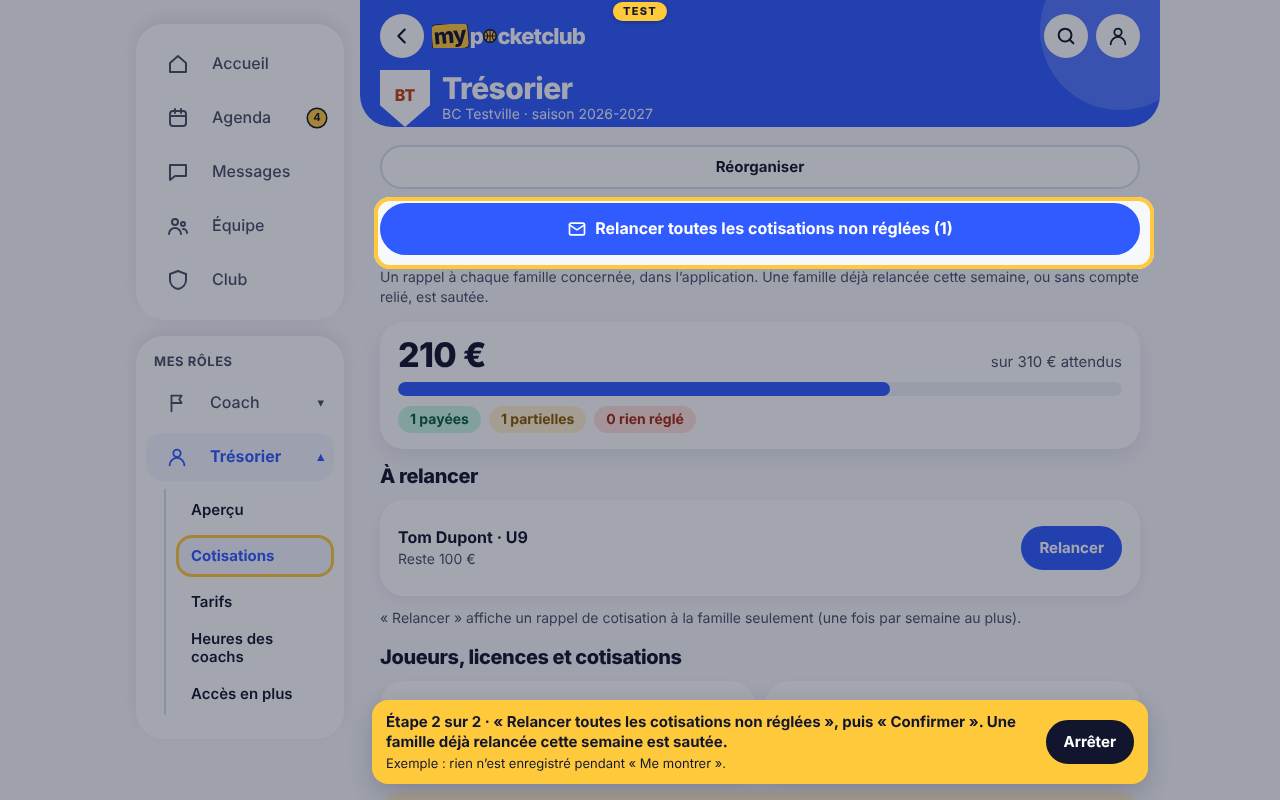 TEST
mypocketclub
BT
Trésorier
BC Testville · saison 2026-2027
Accueil
Agenda
4
Messages
Équipe
Club
MES RÔLES
Coach
Trésorier
Aperçu
Cotisations
Tarifs
Heures des
coachs
Accès en plus
Réorganiser
Relancer toutes les cotisations non réglées (1)
Un rappel à chaque famille concernée, dans l’application. Une famille déjà relancée cette semaine, ou sans compte
relié, est sautée.
210 €
sur 310 € attendus
1 payées
1 partielles
0 rien réglé
À relancer
Tom Dupont · U9
Reste 100 €
Relancer
« Relancer » affiche un rappel de cotisation à la famille seulement (une fois par semaine au plus).
Joueurs, licences et cotisations
Étape 2 sur 2 · « Relancer toutes les cotisations non réglées », puis « Confirmer ». Une
famille déjà relancée cette semaine est sautée.
Exemple : rien n’est enregistré pendant « Me montrer ».
Arrêter